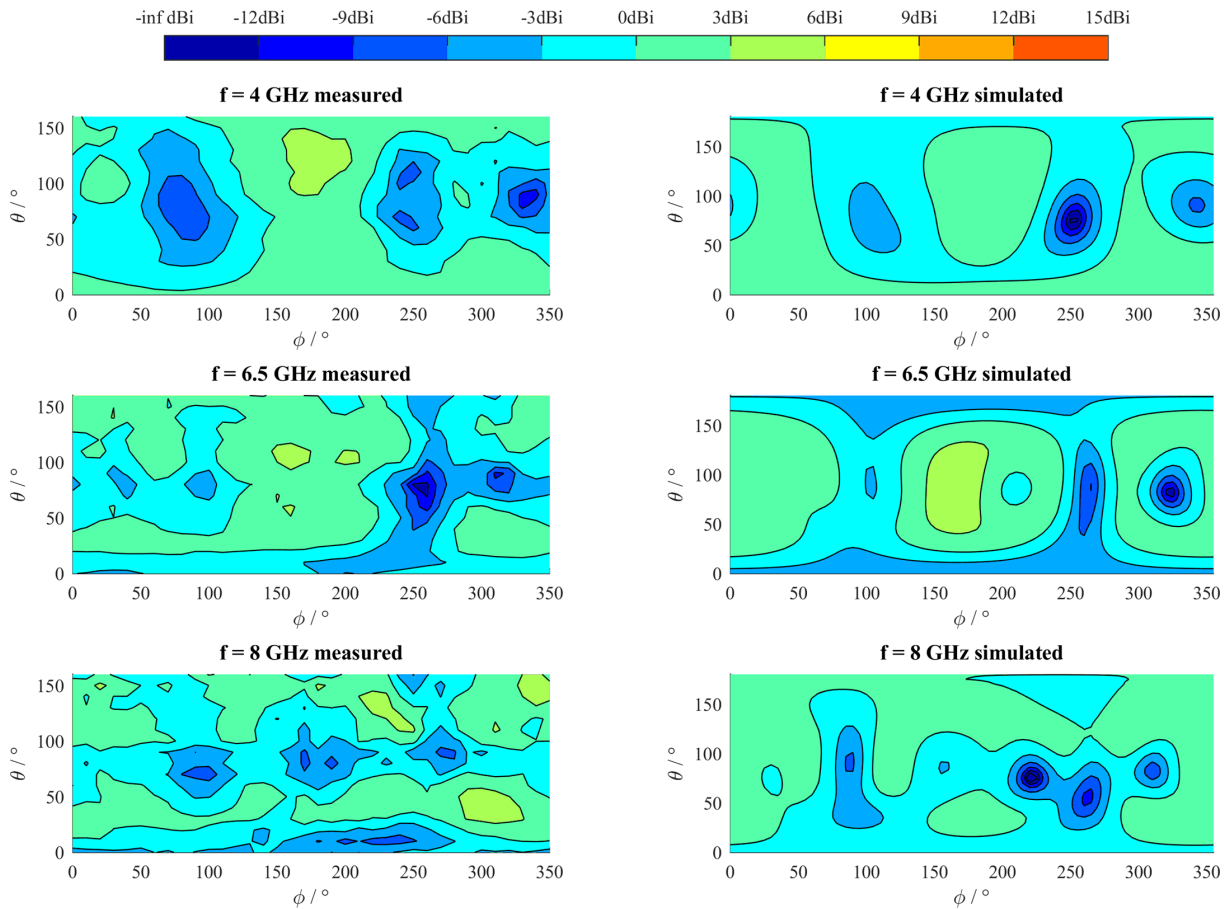 -inf dBi -12dBi -9dBi -6dBi -3dBi 0dBi 3dBi 6dBi 9dBi 12dBi 15dBi
f = 4 GHz measured
θ / °
150
100
50
0
0 50 100 150 200 250 300 350
ϕ / °
f = 4 GHz simulated
θ / °
150
100
50
0
0 50 100 150 200 250 300 350
ϕ / °
f = 6.5 GHz measured
θ / °
150
100
50
0
0 50 100 150 200 250 300 350
ϕ / °
f = 6.5 GHz simulated
θ / °
150
100
50
0
0 50 100 150 200 250 300 350
ϕ / °
f = 8 GHz measured
θ / °
150
100
50
0
0 50 100 150 200 250 300 350
ϕ / °
f = 8 GHz simulated
θ / °
150
100
50
0
0 50 100 150 200 250 300 350
ϕ / °